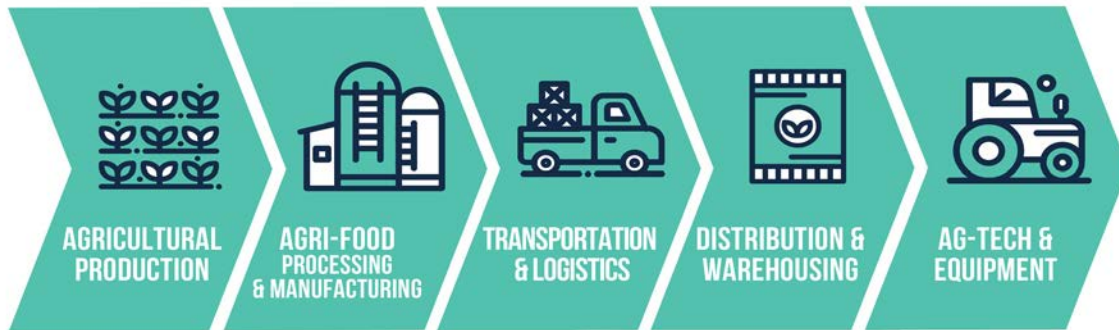 AGRICULTURAL
PRODUCTION
AGRI-FOOD
PROCESSING
& MANUFACTURING
TRANSPORTATION
& LOGISTICS
DISTRIBUTION &
WAREHOUSING
AG-TECH &
EQUIPMENT